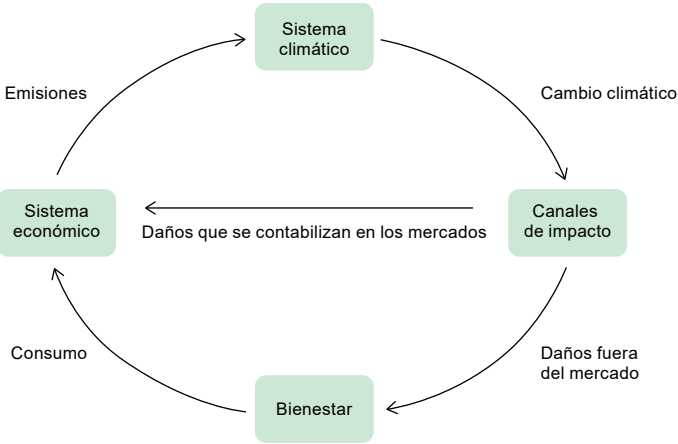 Sistema
climático
Emisiones
Cambio climático
Sistema
económico
Canales
de impacto
Daños que se contabilizan en los mercados
Consumo
Daños fuera
del mercado
Bienestar